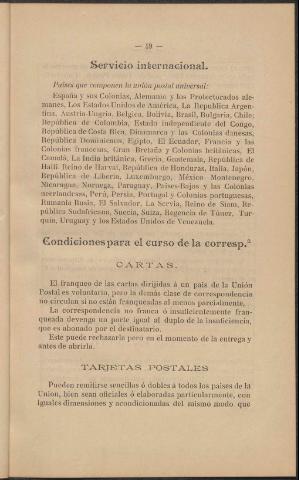 — 59 —
Servicio internacional.
Países que componen la unión postal universal:
España y sus Colonias, Alemania y los Protectorados ale-
manes, Los Estados Unidos de América, La República Argen-
tina, Austria-Ungría, Belgica, Bolivia, Brasil, Bulgaria, Chile;
República de Colombia, Estado independiente del Congo,
República de Costa Rica, Dinamarca y las Colonias danesas,
República Dominicana, Egipto, El Ecuador, Francia y las
Colonias francesas, Gran Bretaña y Colonias británicas, El
Canadá, La India británica, Grecia, Guatemala, República de
Haití, Reino de Harvai, República de Honduras, Italia, Japón,
República de Liberia, Luxemburgo, México, Montenegro,
Nicaragua, Noruega, Paraguay, Países-Bajos y las Colonias
neerlandesas, Perú, Persia, Portugal y Colonias portuguesas,
Rumania Rusia, El Salvador, La Servia, Reino de Siam, Re-
pública Sudafricana, Suecia, Suiza, Regencia de Túnez, Tur-
quía, Uruguay y los Estados Unidos de Venezuela.
Condiciones para el curso de la corresp.ª
CARTAS.
El franqueo de las cartas dirigidas á un país de la Unión
Postal es voluntaria, pero la demás clase de correspondencia
no circulan si no están franqueadas al menos parcialmente.
La correspondencia no franca ó insuficientemente fran-
queada devenga un porte igual al duplo de la insuficiencia,
que es abonado por el destinatario.
Este puede rechazarla pero en el momento de la entrega y
antes de abrirla.
TARJETAS POSTALES
Pueden remitirse sencillas ó dobles á todos los países de la
Union, bien sean oficiales ó elaboradas particularmente, con
iguales dimensiones y acondicionadas del mismo modo que